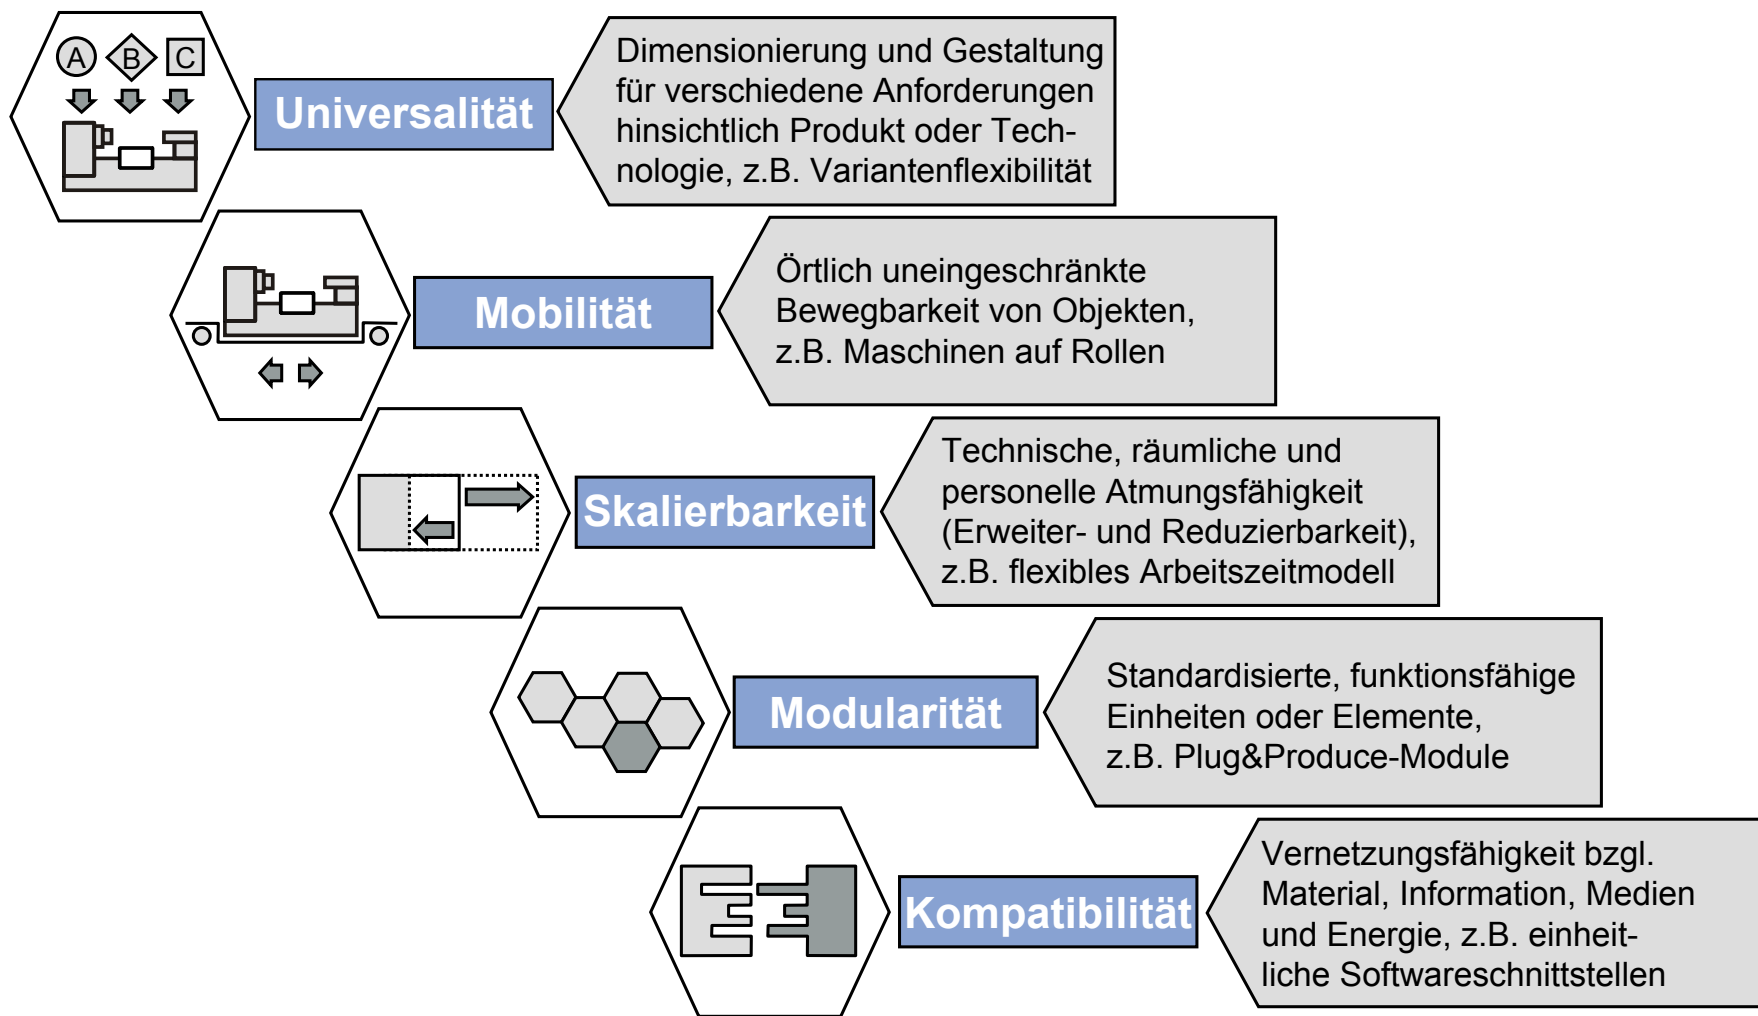 A B C
Universalität
Dimensionierung und Gestaltung
für verschiedene Anforderungen
hinsichtlich Produkt oder Tech-
nologie, z.B. Variantenflexibilität
Mobilität
Örtlich uneingeschränkte
Bewegbarkeit von Objekten,
z.B. Maschinen auf Rollen
Skalierbarkeit
Technische, räumliche und
personelle Atmungsfähigkeit
(Erweiter- und Reduzierbarkeit),
z.B. flexibles Arbeitszeitmodell
Modularität
Standardisierte, funktionsfähige
Einheiten oder Elemente,
z.B. Plug&Produce-Module
Kompatibilität
Vernetzungsfähigkeit bzgl.
Material, Information, Medien
und Energie, z.B. einheit-
liche Softwareschnittstellen